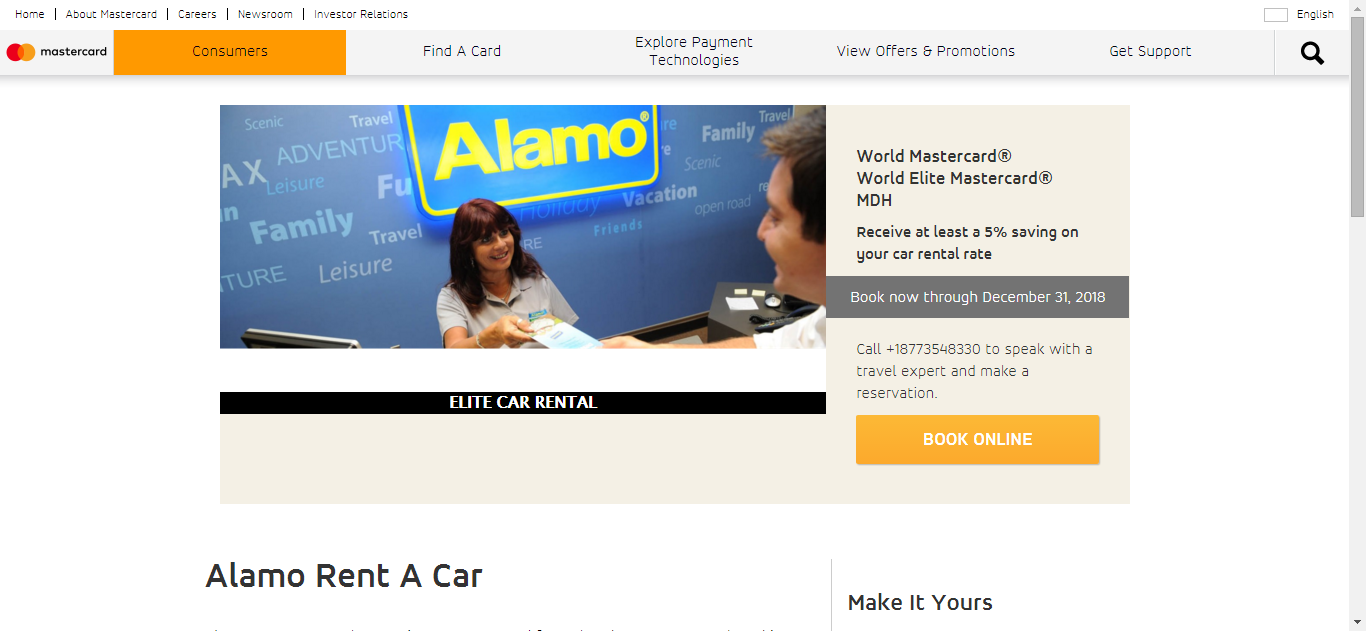 Home
About Mastercard
Careers
Newsroom
Investor Relations
English
mastercard
Consumers
Find A Card
Explore Payment
Technologies
View Offers & Promotions
Get Support
Scenic
Travel
ADVENTUR
AX
Leisure
Fu
Family
Travel
TURE
Leisure
Alamo®
Family
Travel
Scenic
Vacation
Holiday
open road
Friends
World Mastercard®
World Elite Mastercard®
MDH
Receive at least a 5% saving on
your car rental rate
Book now through December 31, 2018
Call +18773548330 to speak with a
travel expert and make a
reservation.
BOOK ONLINE
ELITE CAR RENTAL
Alamo Rent A Car
Make It Yours